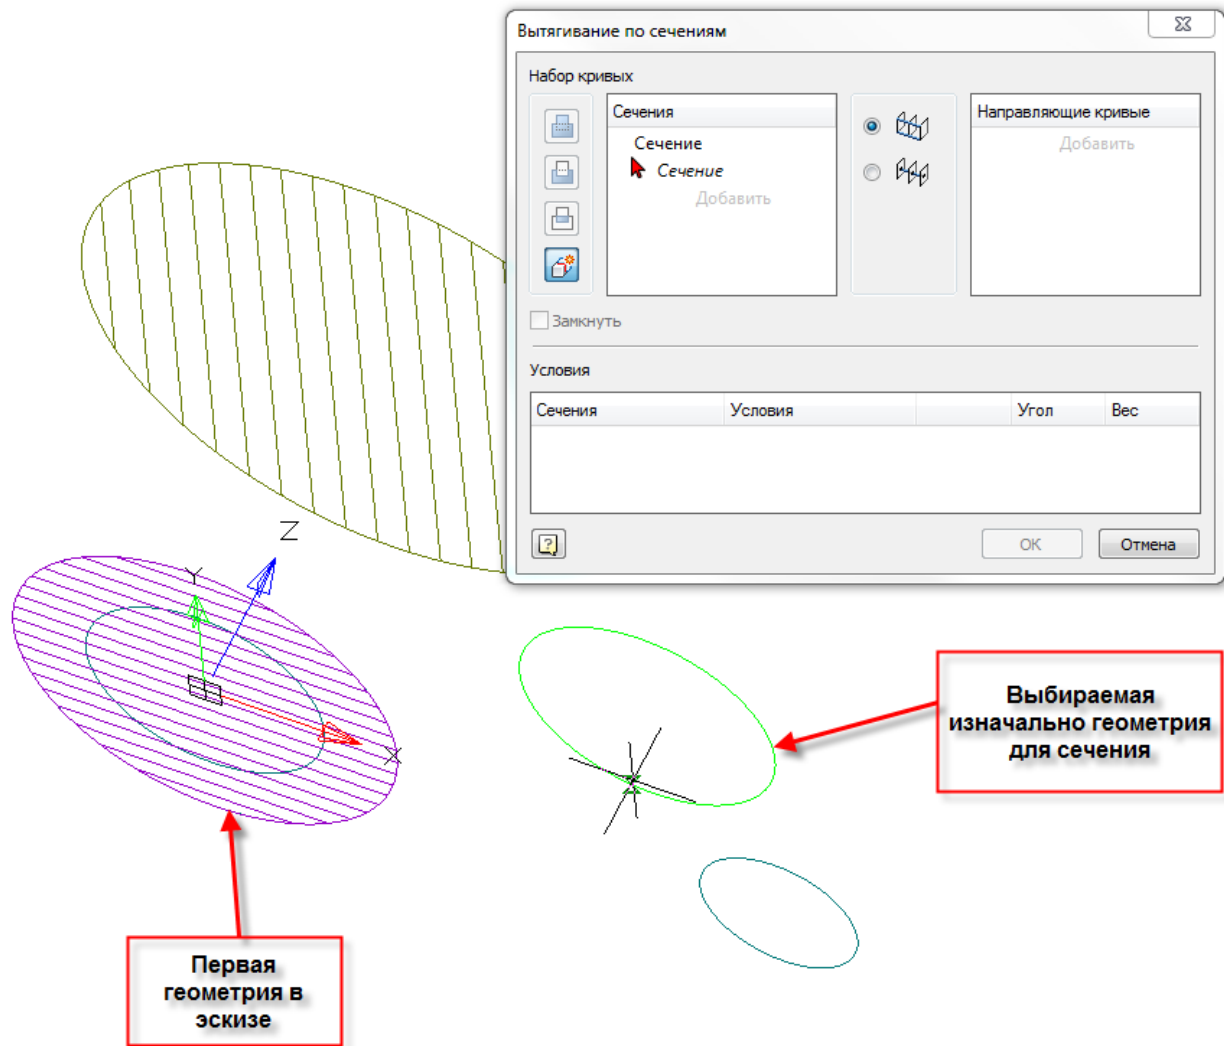 Вытягивание по сечениям
Набор кривых
Сечения
Сечение
Сечение
Добавить
Направляющие кривые
Добавить
Замкнуть
Условия
Сечения Условия Угол Вес
?
OK Отмена
Z
Y
X
Выбираемая
изначально геометрия
для сечения
Первая
геометрия в
эскизе